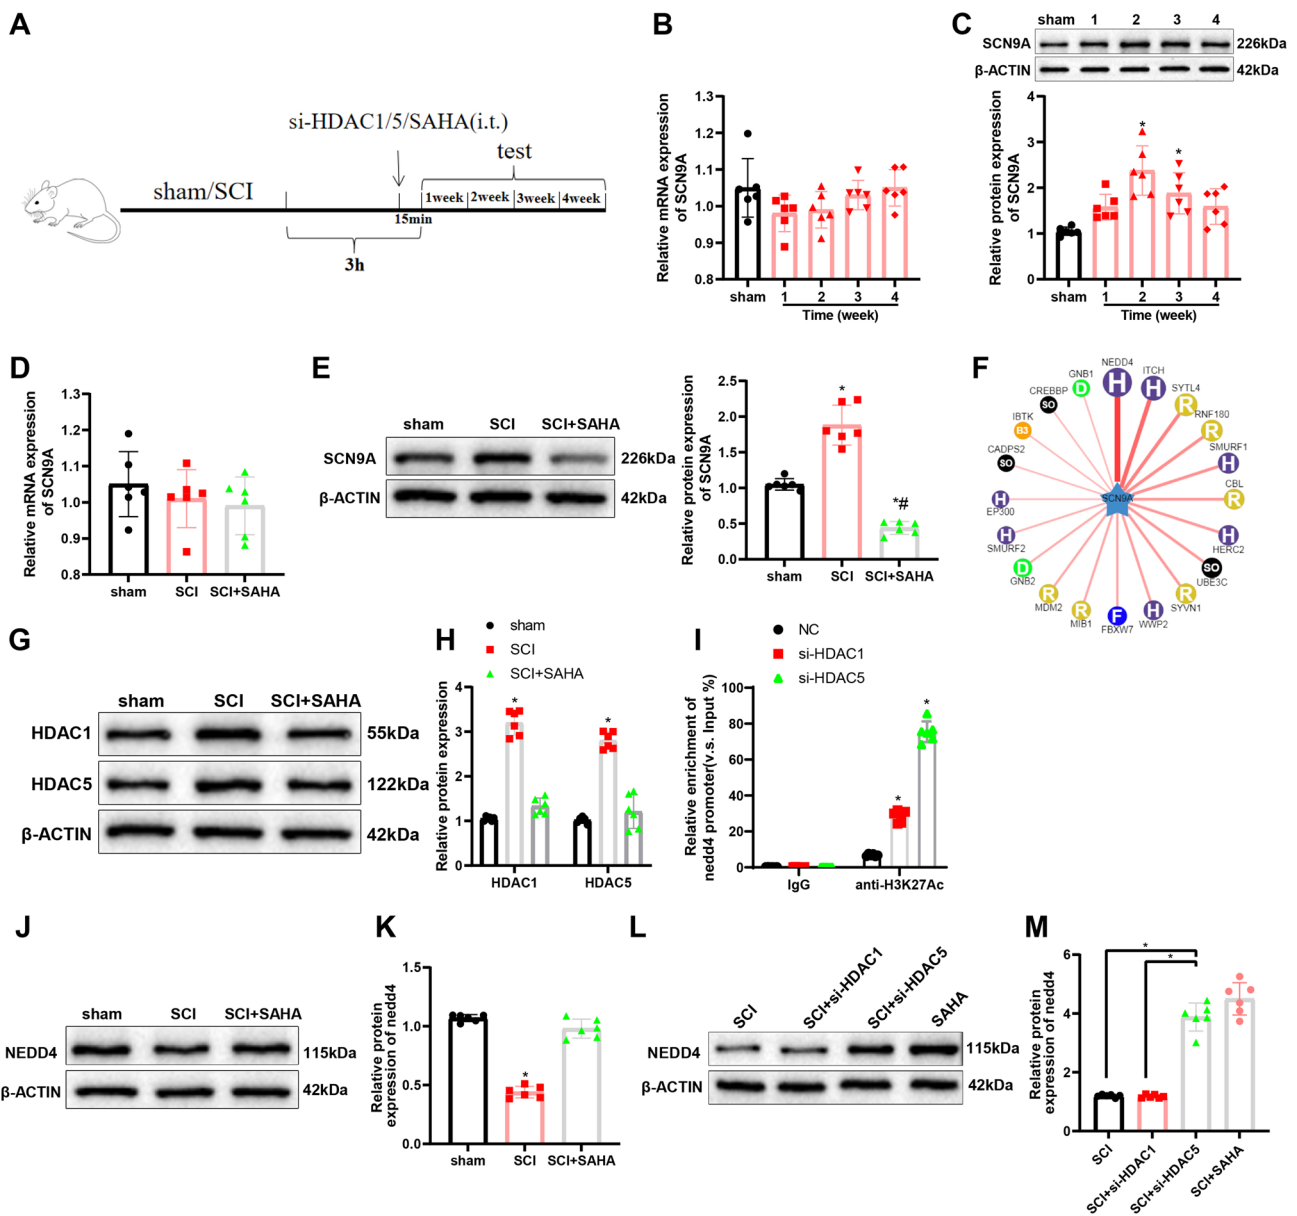 A
si-HDAC1/5/SAHA(i.t.)
test
sham/SCI
1week 2week 3week 4week
15min
3h
B
Relative mRNA expression
of SCN9A
1.3
1.2
1.1
1.0
0.9
0.8
sham 1 2 3 4
Time (week)
C
sham 1 2 3 4
SCN9A 226kDa
β-ACTIN 42kDa
Relative protein expression
of SCN9A
4
3
2
1
0
* *
sham 1 2 3 4
Time (week)
D
Relative mRNA expression
of SCN9A
1.3
1.2
1.1
1.0
0.9
0.8
sham SCI SCI+SAHA
E
sham SCI SCI+SAHA
SCN9A 226kDa
β-ACTIN 42kDa
Relative protein expression
of SCN9A
2.5
2.0
1.5
1.0
0.5
0.0
*
*#
sham SCI SCI+SAHA
F
NEDD4
H
ITCH
H
SYTL4
R
RNF180
R
SMURF1
H
CBL
R
HERC2
H
UBE3C
SO
SYVN1
R
WWP2
H
FBXW7
F
MIB1
R
MDM2
R
GNB2
D
SMURF2
H
EP300
H
CADPS2
SO
IBTK
B3
CREBBP
SO
GNB1
D
SCN9A
G
sham SCI SCI+SAHA
HDAC1 55kDa
HDAC5 122kDa
β-ACTIN 42kDa
H
sham
SCI
SCI+SAHA
Relative protein expression
4
3
2
1
0
* *
HDAC1 HDAC5
I
NC
si-HDAC1
si-HDAC5
Relative enrichment of
nedd4 promoter(v.s. Input %)
100
80
60
40
20
0
* *
IgG anti-H3K27Ac
J
sham SCI SCI+SAHA
NEDD4 115kDa
β-ACTIN 42kDa
K
Relative protein
expression of nedd4
1.5
1.0
0.5
0.0
*
sham SCI SCI+SAHA
L
SCI SCI+si-HDAC1 SCI+si-HDAC5 SAHA
NEDD4 115kDa
β-ACTIN 42kDa
M
Relative protein
expression of nedd4
6
4
2
0
*
*
SCI SCI+si-HDAC1 SCI+si-HDAC5 SCI+SAHA